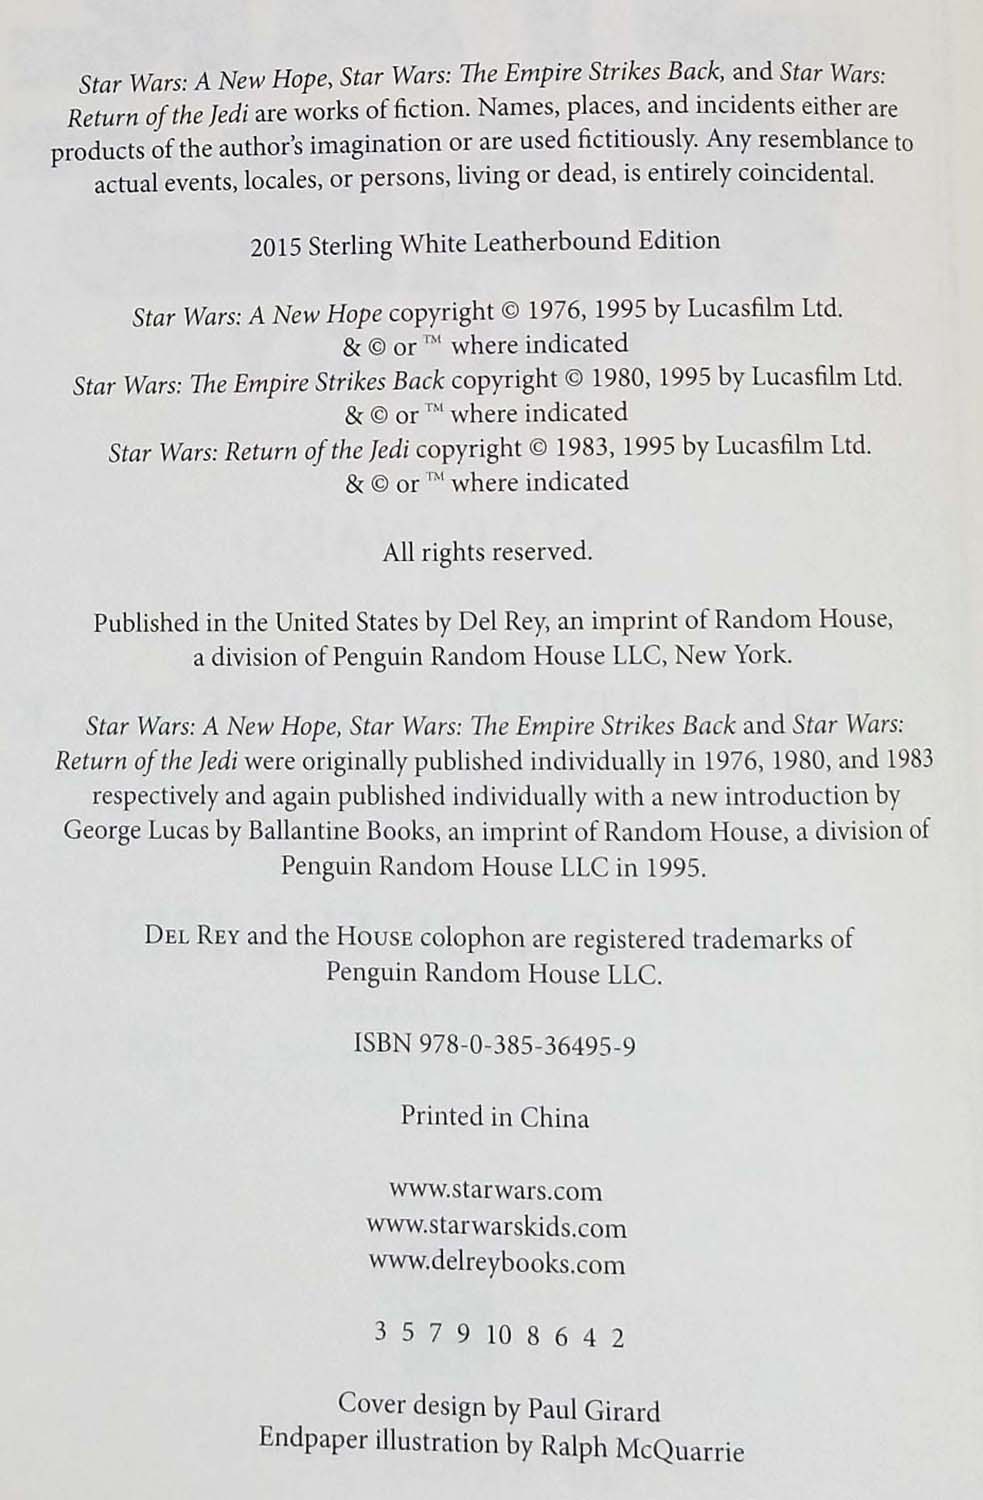 Star Wars: A New Hope, Star Wars: The Empire Strikes Back, and Star Wars:
Return of the Jedi are works of fiction. Names, places, and incidents either are
products of the author's imagination or are used fictitiously. Any resemblance to
actual events, locales, or persons, living or dead, is entirely coincidental.
2015 Sterling White Leatherbound Edition
Star Wars: A New Hope copyright © 1976, 1995 by Lucasfilm Ltd.
& © or ™ where indicated
Star Wars: The Empire Strikes Back copyright © 1980, 1995 by Lucasfilm Ltd.
& © or ™ where indicated
Star Wars: Return of the Jedi copyright © 1983, 1995 by Lucasfilm Ltd.
& © or ™ where indicated
All rights reserved.
Published in the United States by Del Rey, an imprint of Random House,
a division of Penguin Random House LLC, New York.
Star Wars: A New Hope, Star Wars: The Empire Strikes Back and Star Wars:
Return of the Jedi were originally published individually in 1976, 1980, and 1983
respectively and again published individually with a new introduction by
George Lucas by Ballantine Books, an imprint of Random House, a division of
Penguin Random House LLC in 1995.
DEL REY and the HOUSE colophon are registered trademarks of
Penguin Random House LLC.
ISBN 978-0-385-36495-9
Printed in China
www.starwars.com
www.starwarskids.com
www.delreybooks.com
3 5 7 9 10 8 6 4 2
Cover design by Paul Girard
Endpaper illustration by Ralph McQuarrie